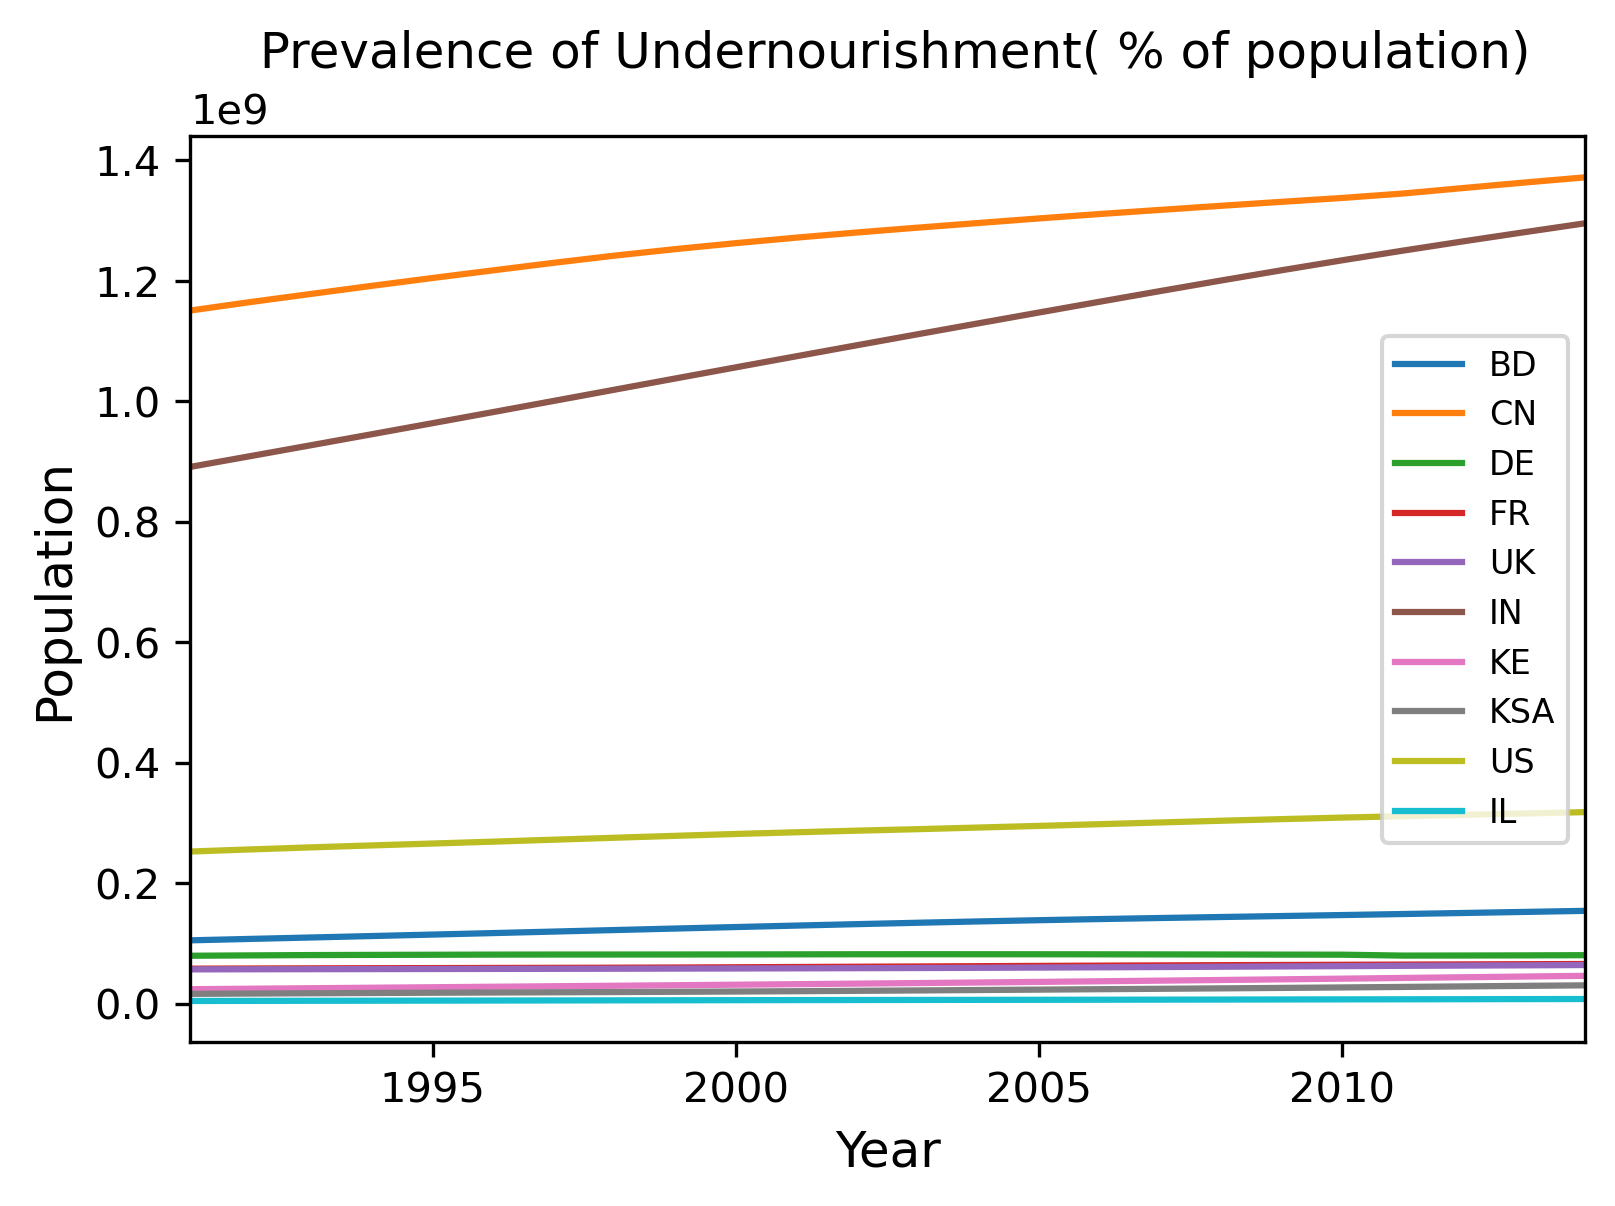 Prevalence of Undernourishment( % of population)
1e9
1.4
1.2
1.0
0.8
0.6
0.4
0.2
0.0
Population
BD
CN
DE
FR
UK
IN
KE
KSA
US
IL
1995 2000 2005 2010
Year